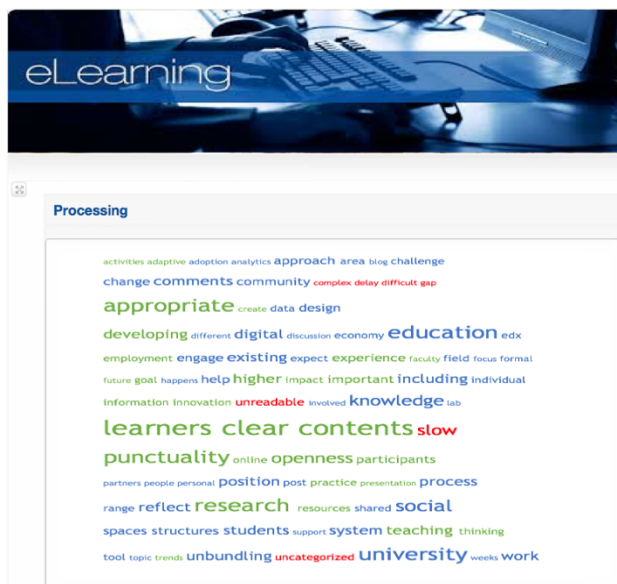 eLearning
Processing
activities adaptive adoption analytics approach area blog challenge
change comments community complex delay difficult gap
appropriate create data design
developing different digital discussion economy education edx
employment engage existing expect experience faculty field focus formal
future goal happens help higher impact important including individual
information innovation unreadable involved knowledge lab
learners clear contents slow
punctuality online openness participants
partners people personal position post practice presentation process
range reflect research resources shared social
spaces structures students support system teaching thinking
tool topic trends unbundling uncategorized university weeks work